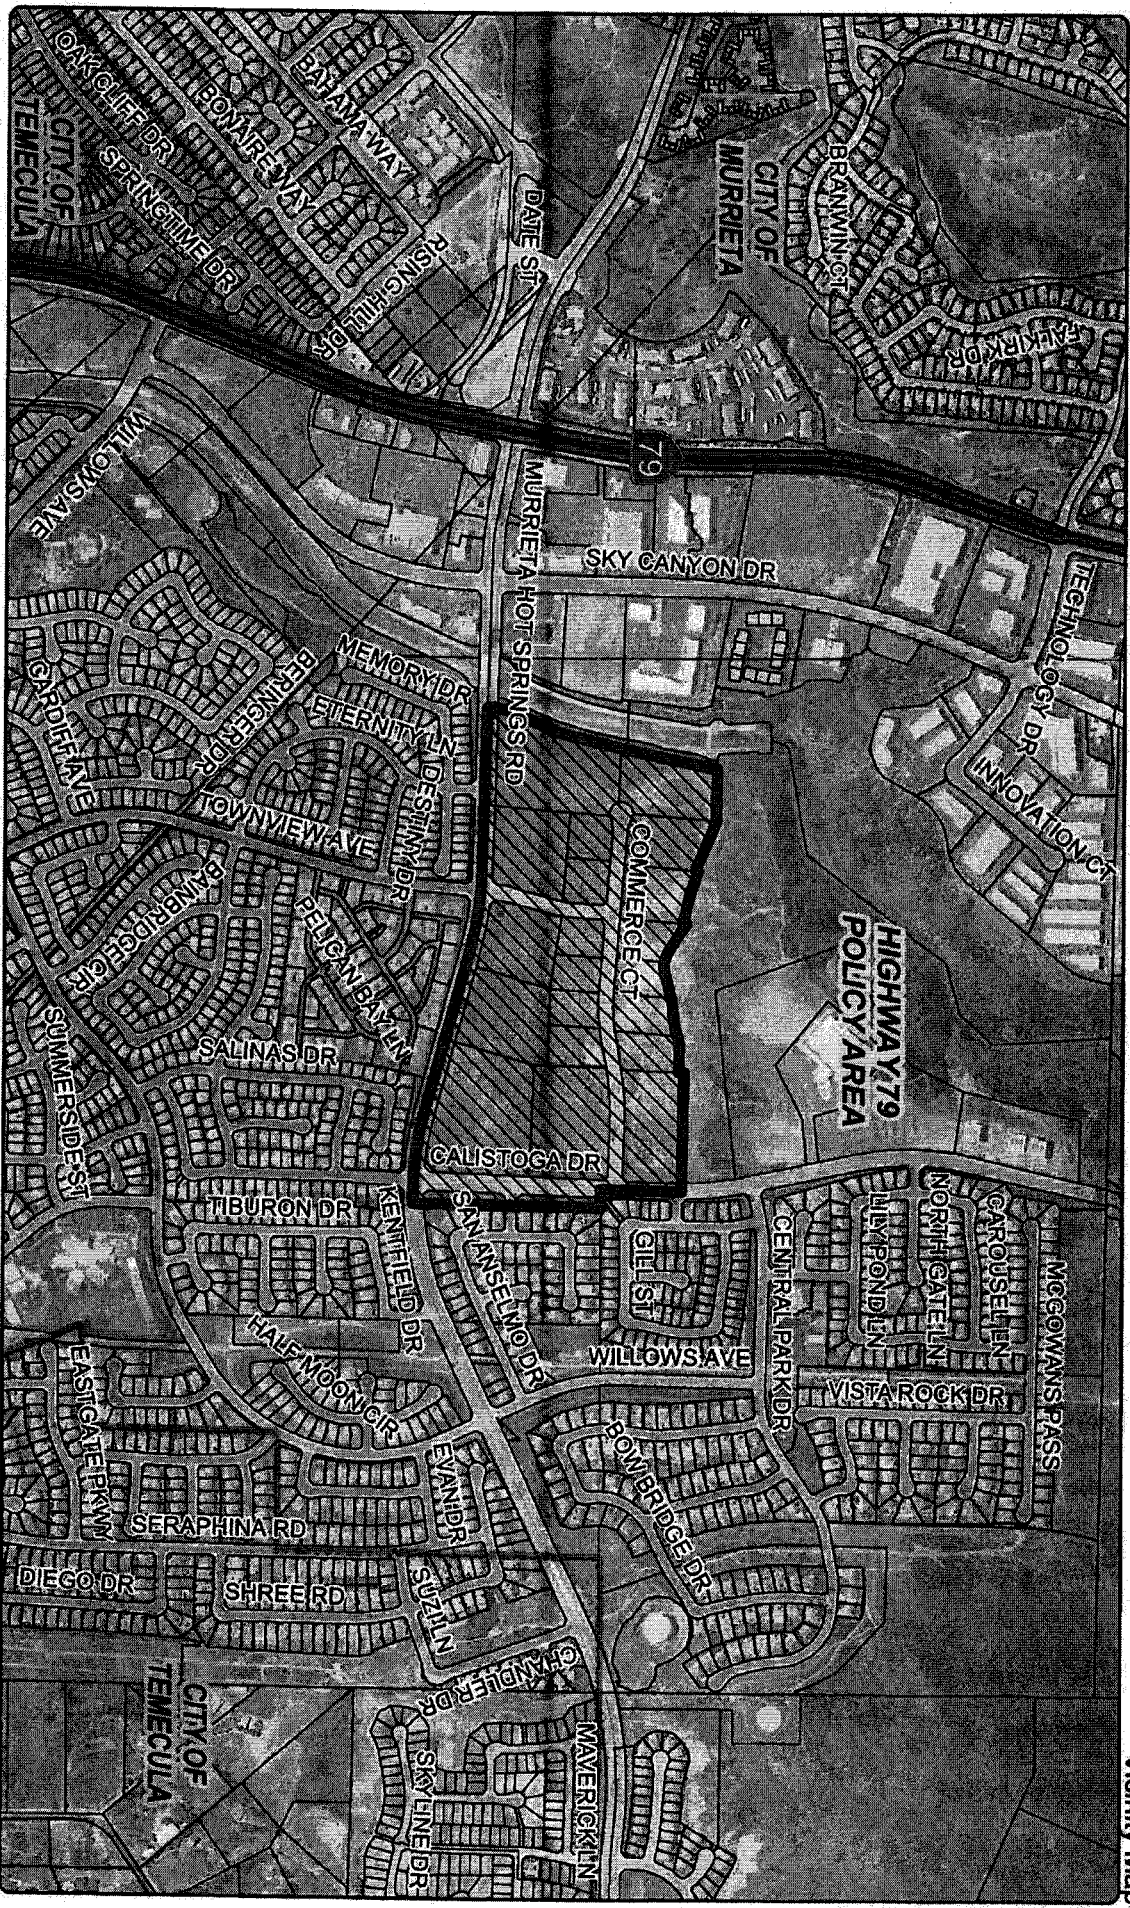 Vicinity Map
OAK CLIFF DR
BONAIRE WAY
BAHAMA WAY
SPRINGTIME DR
CITY OF
TEMECULA
RISING HILL DR
DATE ST
CITY OF
MURRIETA
BRANWIN CT
FALKIRK DR
WILLOWS AVE
MURRIETA HOT SPRINGS RD
79
SKY CANYON DR
TECHNOLOGY DR
INNOVATION CT
MEMORY DR
ETERNITY LN
DESTINY DR
BERINGER DR
CARDIFF AVE
TOWNVIEW AVE
BAINBRIDGE CIR
PELICAN BAY LN
COMMERCE CT
HIGHWAY 79
POLICY AREA
SALINAS DR
SUMMERSIDE ST
CALISTOGA DR
TIBURON DR
KENTFIELD DR
SAN ANSELMO DR
GILL ST
CENTRAL PARK DR
LILY POND LN
NORTH GATE LN
CAROUSEL LN
MCGOWANS PASS
HALF MOON CIR
WILLOWS AVE
VISTA ROCK DR
EASTGATE PKWY
EVANI DR
BOW BRIDGE DR
SERAPHINA RD
DIEGO DR
SHREE RD
SUZI LN
CHANDLER DR
CITY OF
TEMECULA
SKYLINE DR
MAVERICK LN